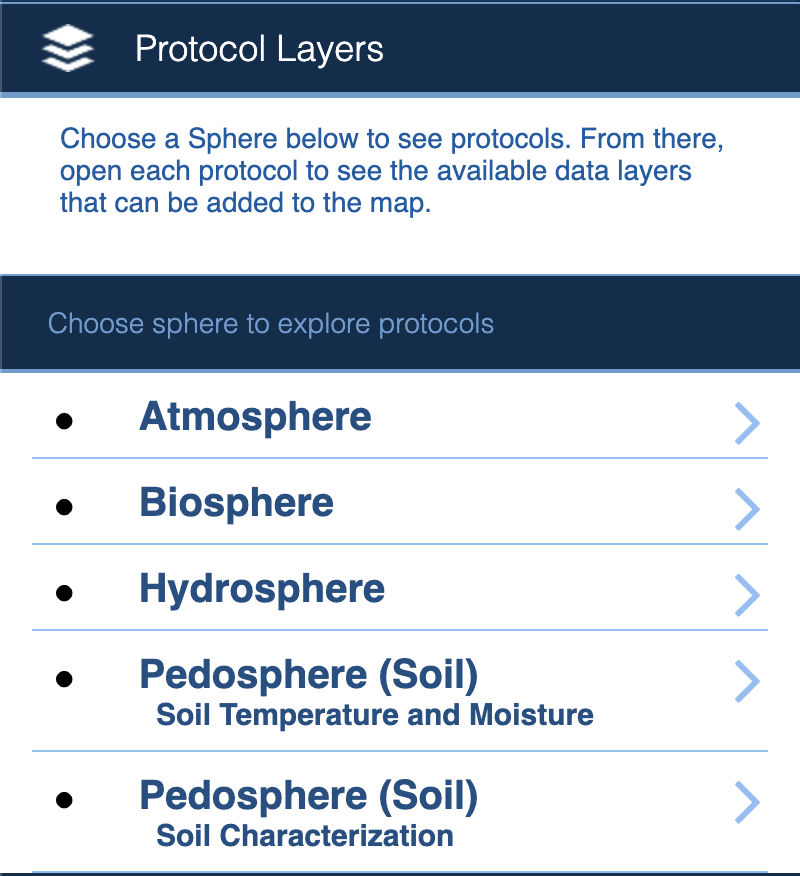 Protocol Layers
Choose a Sphere below to see protocols. From there,
open each protocol to see the available data layers
that can be added to the map.
Choose sphere to explore protocols
Atmosphere
Biosphere
Hydrosphere
Pedosphere (Soil)
Soil Temperature and Moisture
Pedosphere (Soil)
Soil Characterization